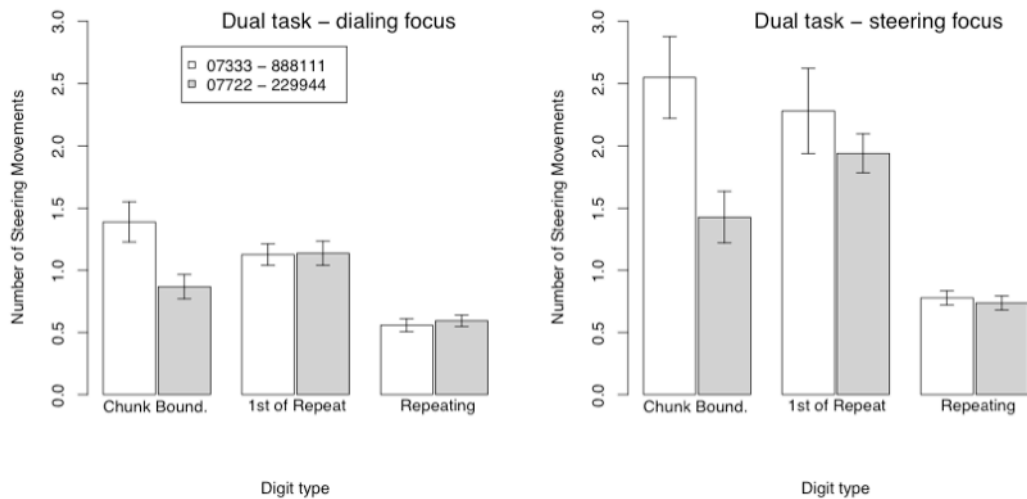 Dual task – dialing focus
Number of Steering Movements
3.0
2.5
2.0
1.5
1.0
0.5
0.0
07333 – 888111
07722 – 229944
Chunk Bound.
1st of Repeat
Repeating
Digit type
Dual task – steering focus
Number of Steering Movements
3.0
2.5
2.0
1.5
1.0
0.5
0.0
Chunk Bound.
1st of Repeat
Repeating
Digit type